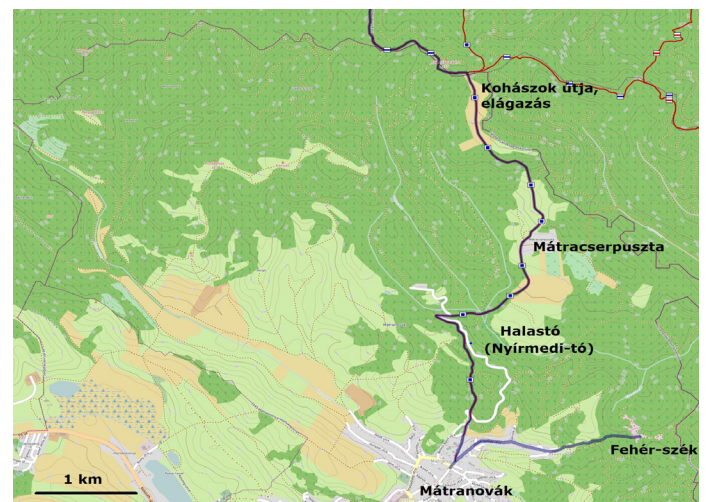 Kohászok útja,
elágazás
Mátracserpuszta
Halastó
(Nyírmedi-tó)
Fehér-szék
1 km
Mátranovák